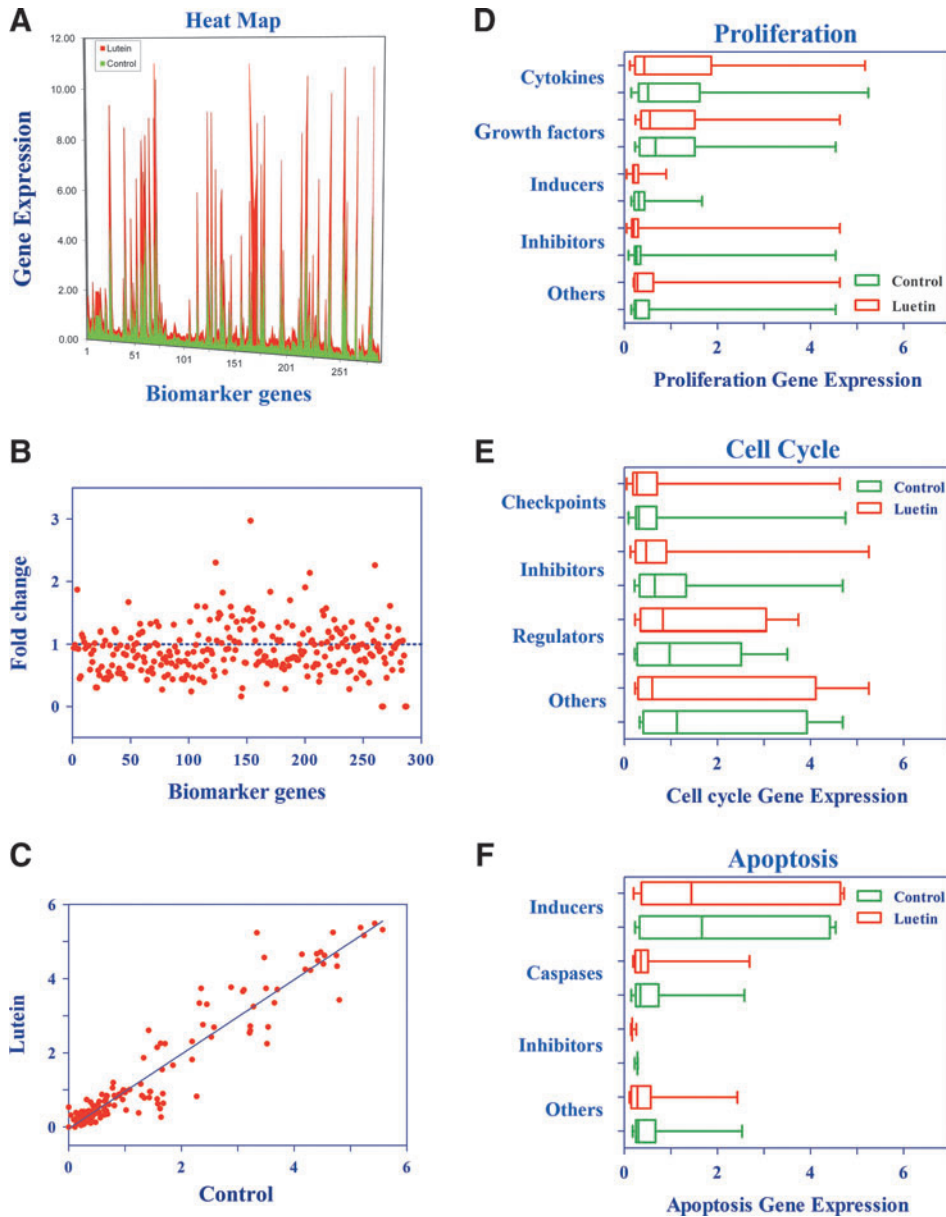 A
Heat Map
12.00
10.00
8.00
6.00
4.00
2.00
0.00
Lutein
Control
Gene Expression
1
51
101
151
201
251
Biomarker genes
B
3
2
1
0
Fold change
0
50
100
150
200
250
300
Biomarker genes
C
6
4
2
0
Lutein
0
2
4
6
Control
D
Proliferation
Cytokines
Growth factors
Inducers
Inhibitors
Others
Control
Luetin
0
2
4
6
Proliferation Gene Expression
E
Cell Cycle
Checkpoints
Inhibitors
Regulators
Others
Control
Luetin
0
2
4
6
Cell cycle Gene Expression
F
Apoptosis
Inducers
Caspases
Inhibitors
Others
Control
Luetin
0
2
4
6
Apoptosis Gene Expression